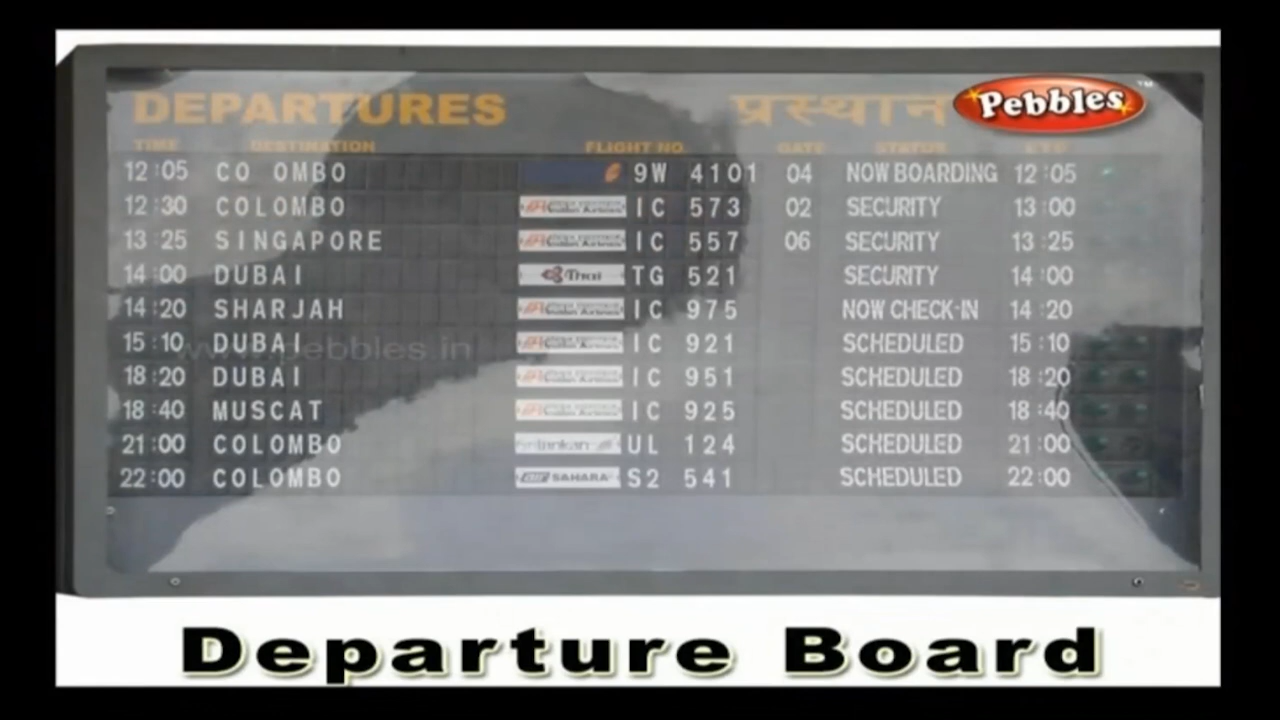 DEPARTURES प्रस्थान Pebbles TM
TIME DESTINATION FLIGHT NO. GATE STATUS ETD
12:05 CO OMBO 9W 4101 04 NOW BOARDING 12:05
12:30 COLOMBO IC 573 02 SECURITY 13:00
13:25 SINGAPORE IC 557 06 SECURITY 13:25
14:00 DUBAI Thai TG 521 SECURITY 14:00
14:20 SHARJAH IC 975 NOW CHECK-IN 14:20
15:10 DUBAI IC 921 SCHEDULED 15:10
www.pebbles.in
18:20 DUBAI IC 951 SCHEDULED 18:20
18:40 MUSCAT IC 925 SCHEDULED 18:40
21:00 COLOMBO UL 124 SCHEDULED 21:00
22:00 COLOMBO air SAHARA S2 541 SCHEDULED 22:00
Departure Board